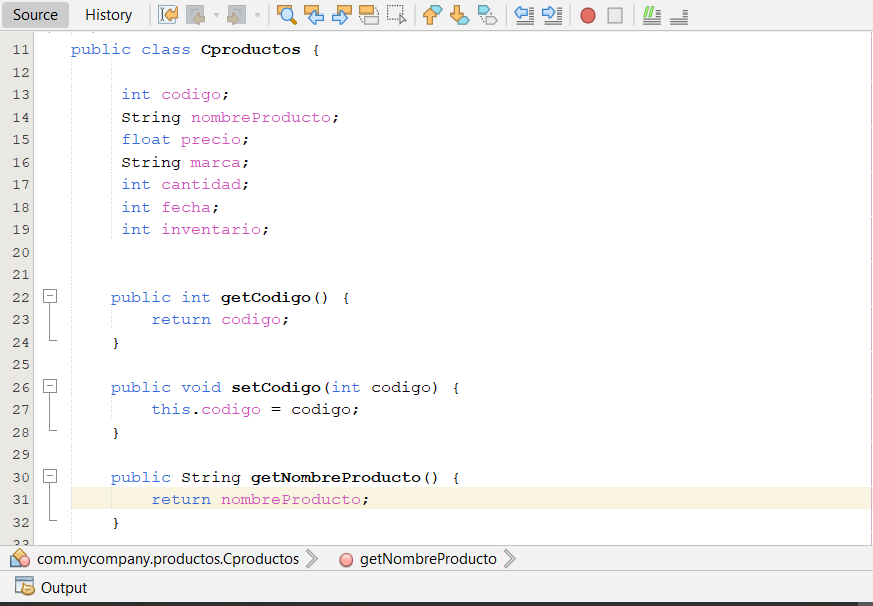 Source History
11 public class Cproductos {
12
13 int codigo;
14 String nombreProducto;
15 float precio;
16 String marca;
17 int cantidad;
18 int fecha;
19 int inventario;
20
21
22 public int getCodigo() {
23 return codigo;
24 }
25
26 public void setCodigo(int codigo) {
27 this.codigo = codigo;
28 }
29
30 public String getNombreProducto() {
31 return nombreProducto;
32 }
33
com.mycompany.productos.Cproductos getNombreProducto
Output